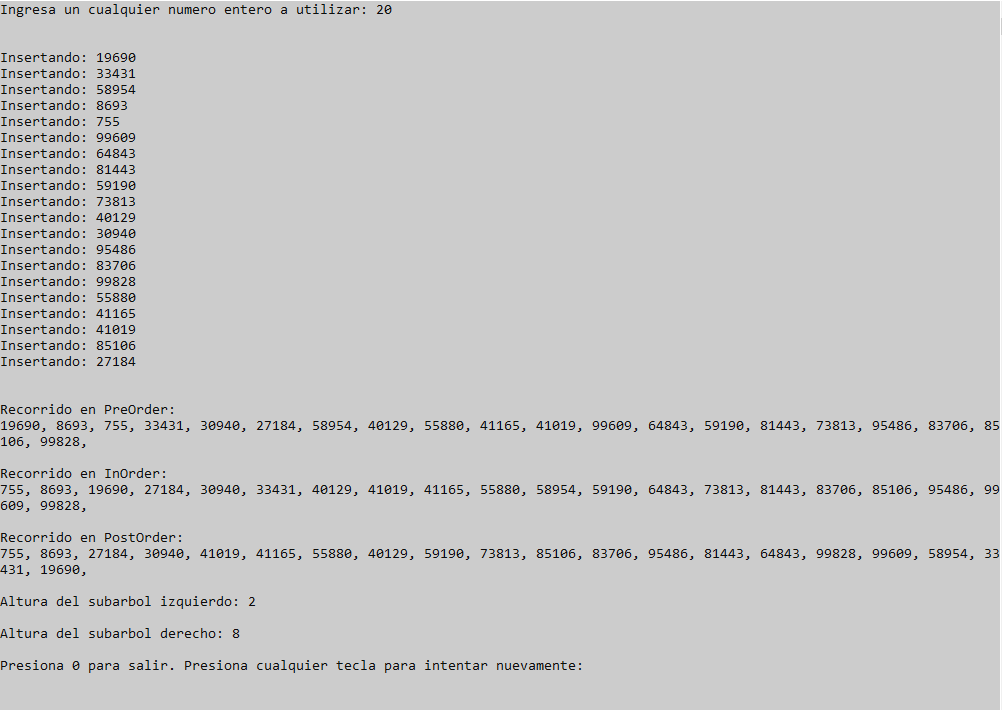 Ingresa un cualquier numero entero a utilizar: 20
Insertando: 19690
Insertando: 33431
Insertando: 58954
Insertando: 8693
Insertando: 755
Insertando: 99609
Insertando: 64843
Insertando: 81443
Insertando: 59190
Insertando: 73813
Insertando: 40129
Insertando: 30940
Insertando: 95486
Insertando: 83706
Insertando: 99828
Insertando: 55880
Insertando: 41165
Insertando: 41019
Insertando: 85106
Insertando: 27184
Recorrido en PreOrder:
19690, 8693, 755, 33431, 30940, 27184, 58954, 40129, 55880, 41165, 41019, 99609, 64843, 59190, 81443, 73813, 95486, 83706, 85
106, 99828,
Recorrido en InOrder:
755, 8693, 19690, 27184, 30940, 33431, 40129, 41019, 41165, 55880, 58954, 59190, 64843, 73813, 81443, 83706, 85106, 95486, 99
609, 99828,
Recorrido en PostOrder:
755, 8693, 27184, 30940, 41019, 41165, 55880, 40129, 59190, 73813, 85106, 83706, 95486, 81443, 64843, 99828, 99609, 58954, 33
431, 19690,
Altura del subarbol izquierdo: 2
Altura del subarbol derecho: 8
Presiona 0 para salir. Presiona cualquier tecla para intentar nuevamente: